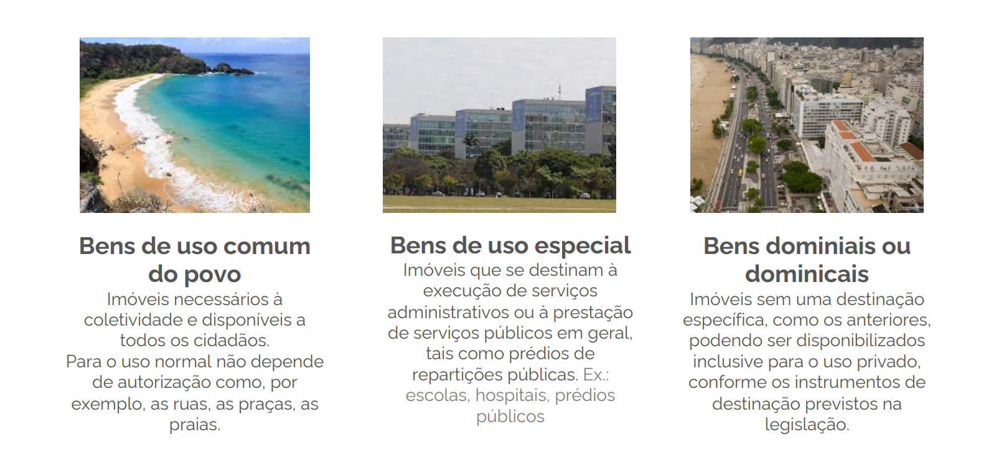 Bens de uso comum
do povo
Imóveis necessários à
coletividade e disponíveis a
todos os cidadãos.
Para o uso normal não depende
de autorização como, por
exemplo, as ruas, as praças, as
praias.
Bens de uso especial
Imóveis que se destinam à
execução de serviços
administrativos ou à prestação
de serviços públicos em geral,
tais como prédios de
repartições públicas. Ex.:
escolas, hospitais, prédios
públicos
Bens dominiais ou
dominicais
Imóveis sem uma destinação
específica, como os anteriores,
podendo ser disponibilizados
inclusive para o uso privado,
conforme os instrumentos de
destinação previstos na
legislação.